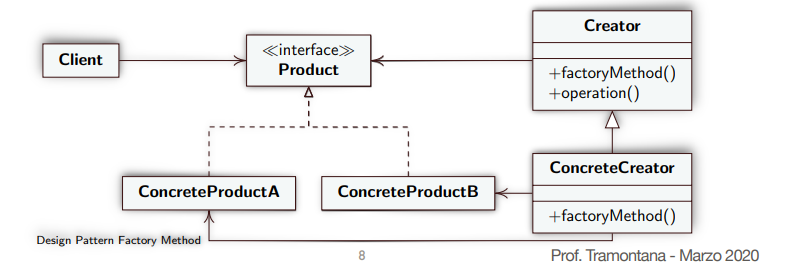 Client
≪interface≫
Product
Creator
+factoryMethod()
+operation()
ConcreteProductA
ConcreteProductB
ConcreteCreator
+factoryMethod()
Design Pattern Factory Method
8
Prof. Tramontana - Marzo 2020